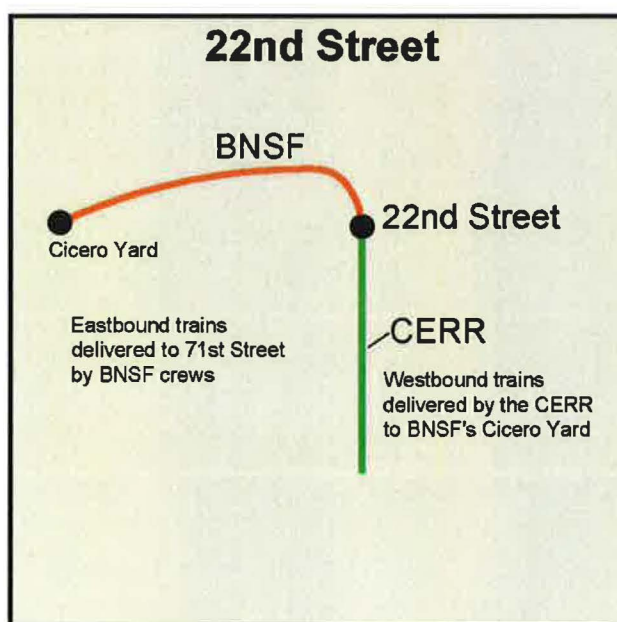 22nd Street
BNSF
22nd Street
Cicero Yard
Eastbound trains
delivered to 71st Street
by BNSF crews
CERR
Westbound trains
delivered by the CERR
to BNSF's Cicero Yard